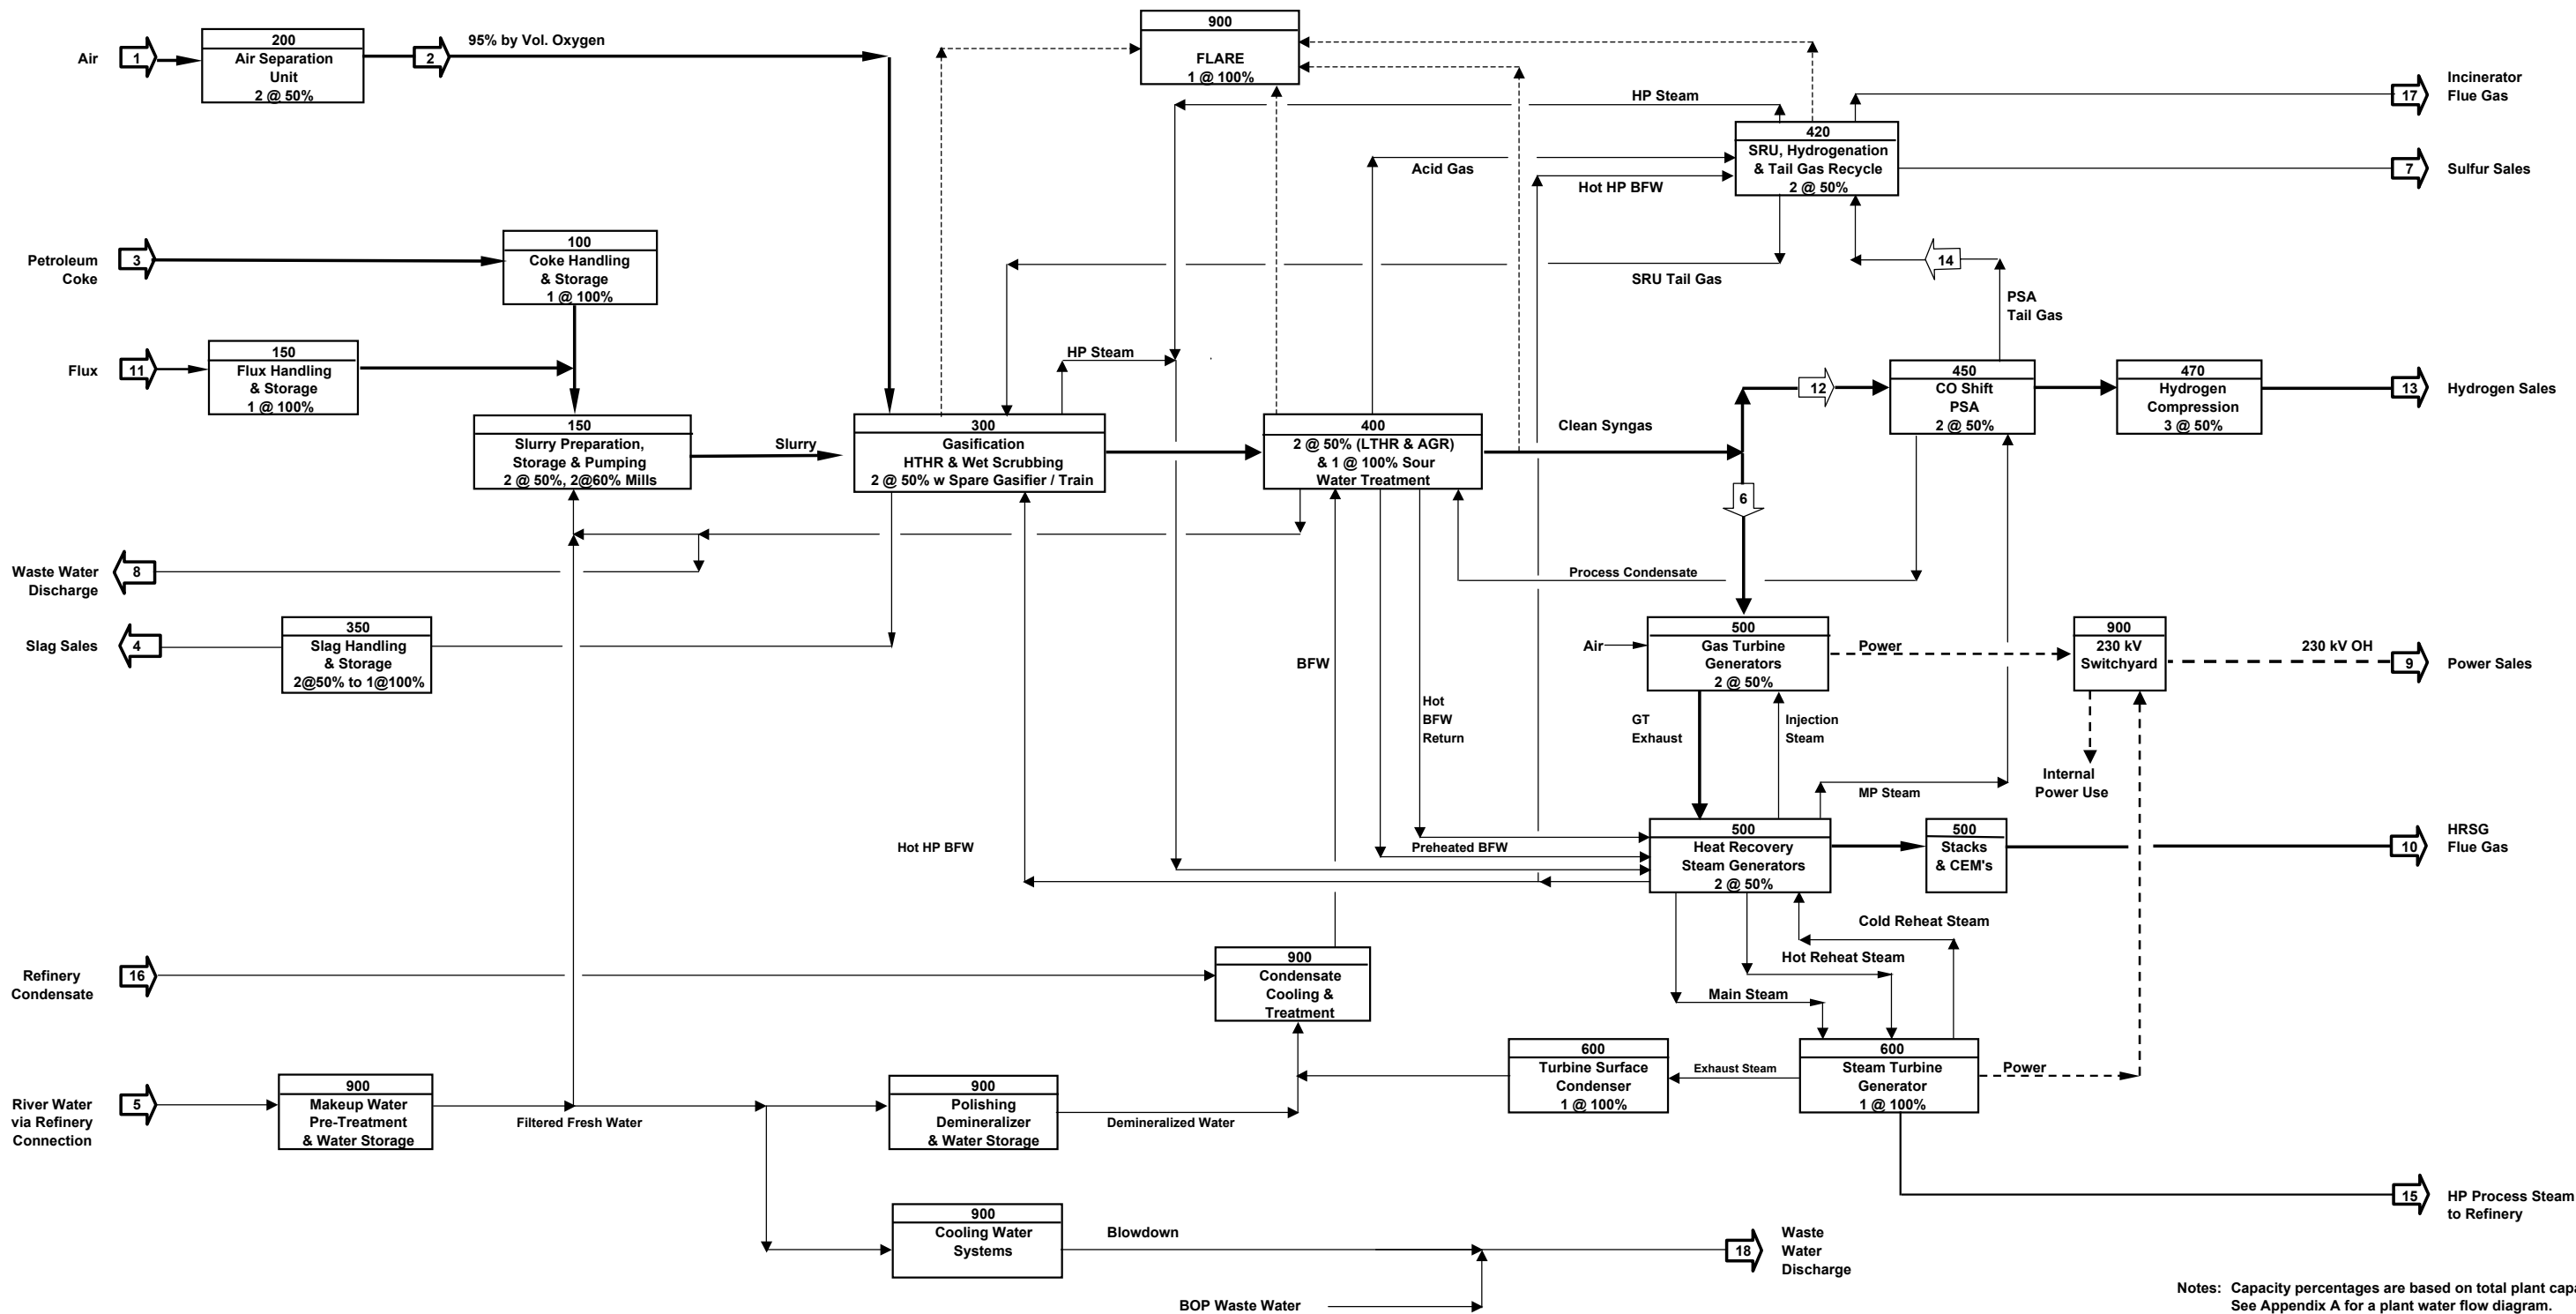 900
FLARE
1 @ 100%
Air
1
200
Air Separation
Unit
2 @ 50%
2
95% by Vol. Oxygen
HP Steam
Incinerator
Flue Gas
17
420
SRU, Hydrogenation
& Tail Gas Recycle
2 @ 50%
Acid Gas
Hot HP BFW
7
Sulfur Sales
Petroleum
Coke
3
100
Coke Handling
& Storage
1 @ 100%
SRU Tail Gas
14
PSA
Tail Gas
Flux
11
150
Flux Handling
& Storage
1 @ 100%
HP Steam
12
450
CO Shift
PSA
2 @ 50%
470
Hydrogen
Compression
3 @ 50%
13
Hydrogen Sales
150
Slurry Preparation,
Storage & Pumping
2 @ 50%, 2@60% Mills
Slurry
300
Gasification
HTHR & Wet Scrubbing
2 @ 50% w Spare Gasifier / Train
400
2 @ 50% (LTHR & AGR)
& 1 @ 100% Sour
Water Treatment
Clean Syngas
6
Waste Water
Discharge
8
Process Condensate
Slag Sales
4
350
Slag Handling
& Storage
2@50% to 1@100%
BFW
Air
500
Gas Turbine
Generators
2 @ 50%
Power
900
230 kV
Switchyard
230 kV OH
9
Power Sales
Hot
BFW
Return
GT
Exhaust
Injection
Steam
Internal
Power Use
MP Steam
Hot HP BFW
Preheated BFW
500
Heat Recovery
Steam Generators
2 @ 50%
500
Stacks
& CEM's
10
HRSG
Flue Gas
Cold Reheat Steam
Hot Reheat Steam
Main Steam
Refinery
Condensate
16
900
Condensate
Cooling &
Treatment
River Water
via Refinery
Connection
5
900
Makeup Water
Pre-Treatment
& Water Storage
Filtered Fresh Water
900
Polishing
Demineralizer
& Water Storage
Demineralized Water
600
Turbine Surface
Condenser
1 @ 100%
Exhaust Steam
600
Steam Turbine
Generator
1 @ 100%
Power
15
HP Process Steam
to Refinery
900
Cooling Water
Systems
Blowdown
18
Waste
Water
Discharge
BOP Waste Water
Notes: Capacity percentages are based on total plant capa
See Appendix A for a plant water flow diagram.